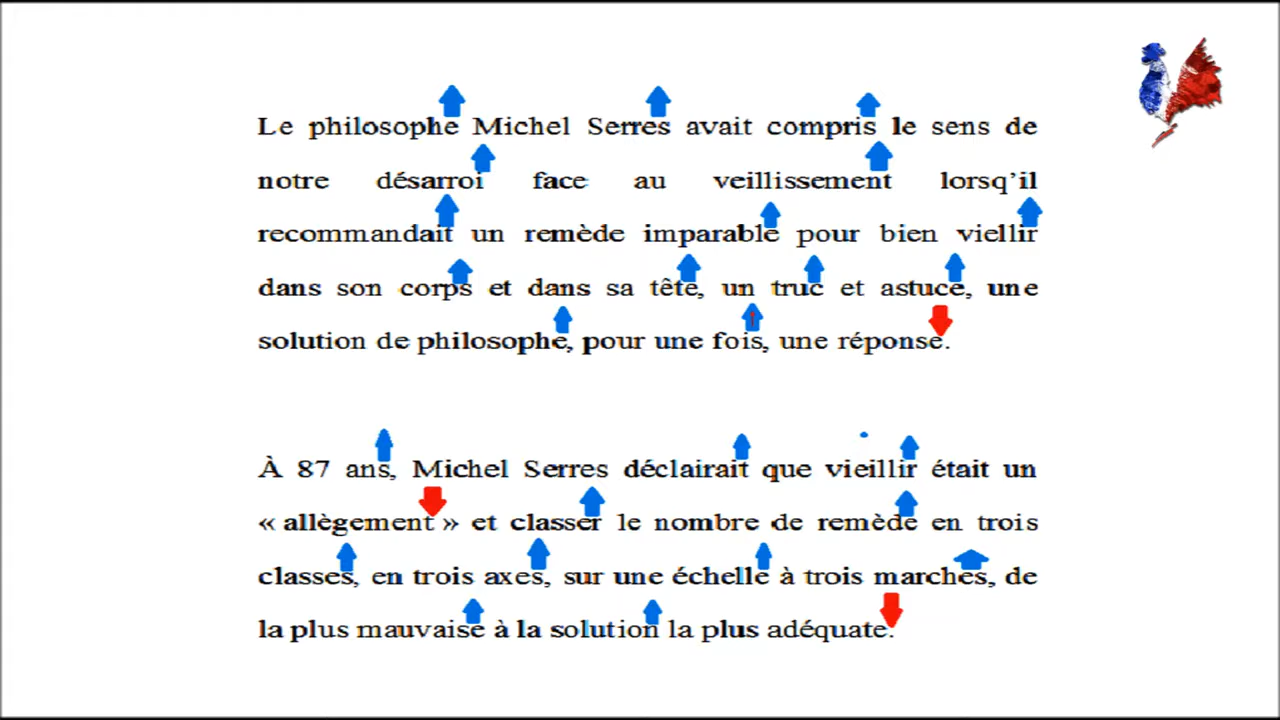 Le philosophe Michel Serres avait compris le sens de
notre désarroi face au veillissement lorsq’il
recommandait un remède imparable pour bien viellir
dans son corps et dans sa tête, un truc et astuce, une
solution de philosophe, pour une fois, une réponse.
À 87 ans, Michel Serres déclairait que vieillir était un
« allègement » et classer le nombre de remède en trois
classes, en trois axes, sur une échelle à trois marches, de
la plus mauvaise à la solution la plus adéquate.